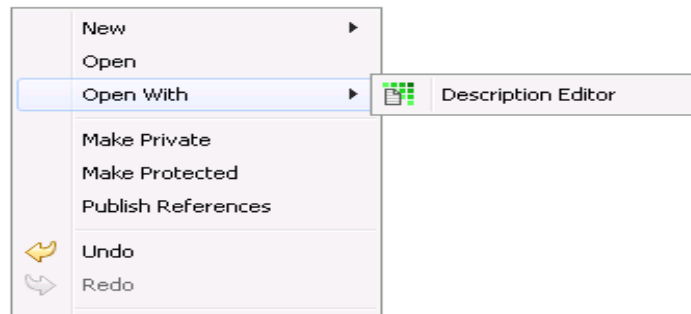 New
Open
Open With
Description Editor
Make Private
Make Protected
Publish References
Undo
Redo